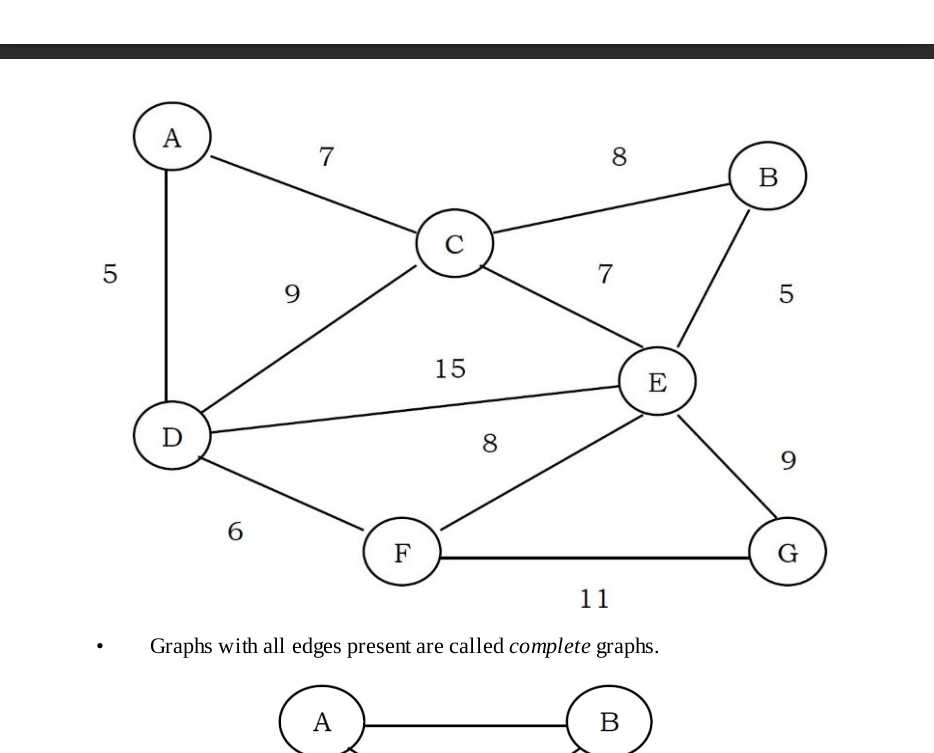 A
7
8
B
C
5
9
7
5
15
E
D
8
9
6
F
G
11
• Graphs with all edges present are called complete graphs.
A
B